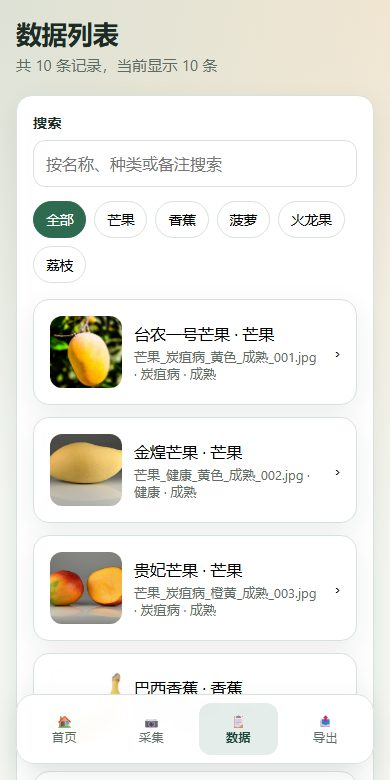 数据列表
共 10 条记录，当前显示 10 条
搜索
按名称、种类或备注搜索
全部 芒果 香蕉 菠萝 火龙果
荔枝
台农一号芒果 · 芒果
芒果_炭疽病_黄色_成熟_001.jpg
· 炭疽病 · 成熟
›
金煌芒果 · 芒果
芒果_健康_黄色_成熟_002.jpg ·
健康 · 成熟
›
贵妃芒果 · 芒果
芒果_炭疽病_橙黄_成熟_003.jpg
· 炭疽病 · 成熟
›
巴西香蕉 · 香蕉
首页 采集 数据 导出